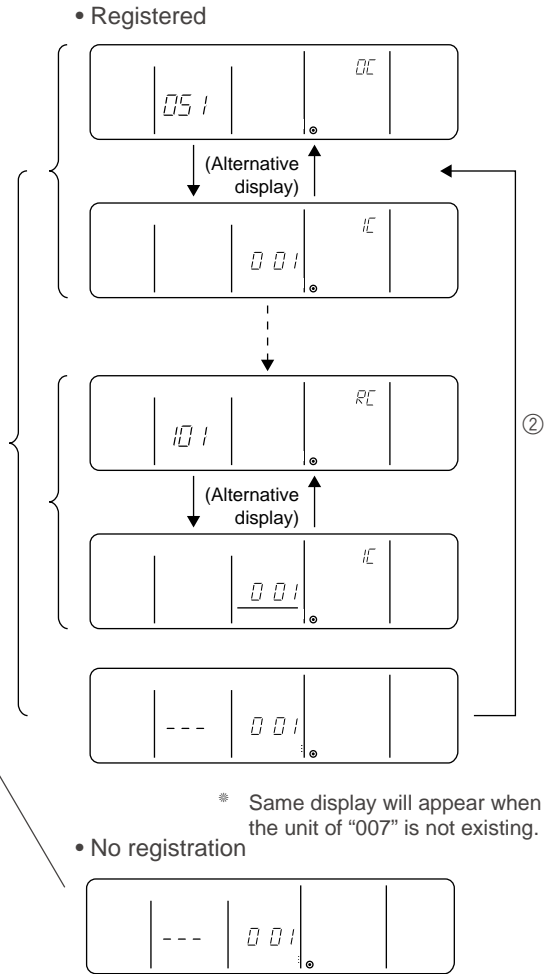 • Registered
OC
051
(Alternative
display)
IC
001
RC
101
(Alternative
display)
IC
001
②
--- 001
* Same display will appear when
the unit of “007” is not existing.
• No registration
--- 001